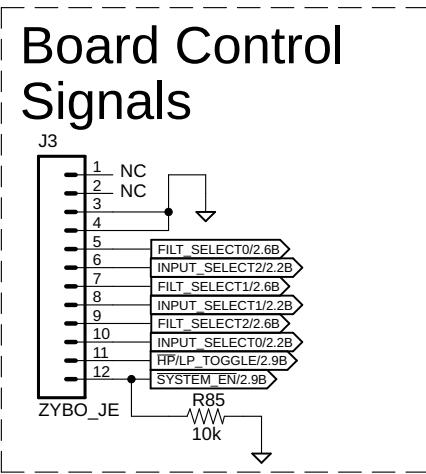 Board Control
Signals
J3
1 NC
2 NC
3
4
5 FILT_SELECT0/2.6B
6 INPUT_SELECT2/2.2B
7 FILT_SELECT1/2.6B
8 INPUT_SELECT1/2.2B
9 FILT_SELECT2/2.6B
10 INPUT_SELECT0/2.2B
11 H̅P̅/LP_TOGGLE/2.9B
12 S̅Y̅S̅T̅E̅M̅_̅E̅N̅/2.9B
ZYBO_JE
R85
10k